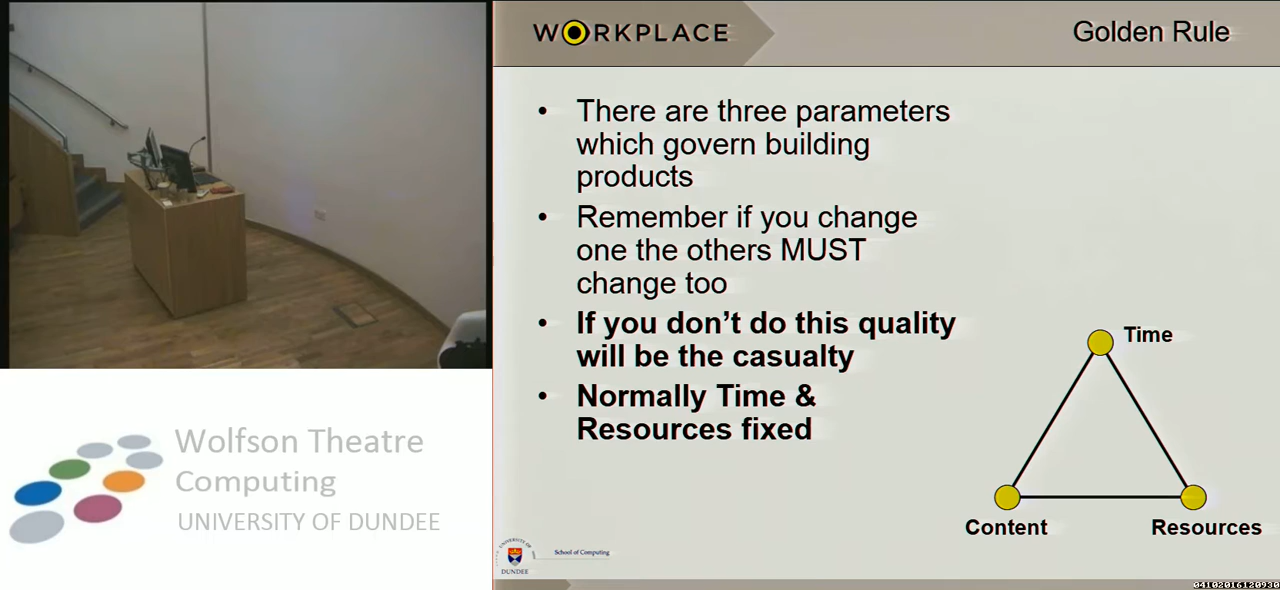 WORKPLACE
Golden Rule
• There are three parameters
which govern building
products
• Remember if you change
one the others MUST
change too
• If you don't do this quality
will be the casualty
• Normally Time &
Resources fixed
Time
Content
Resources
Wolfson Theatre
Computing
UNIVERSITY OF DUNDEE
UNIVERSITY OF
DUNDEE
School of Computing